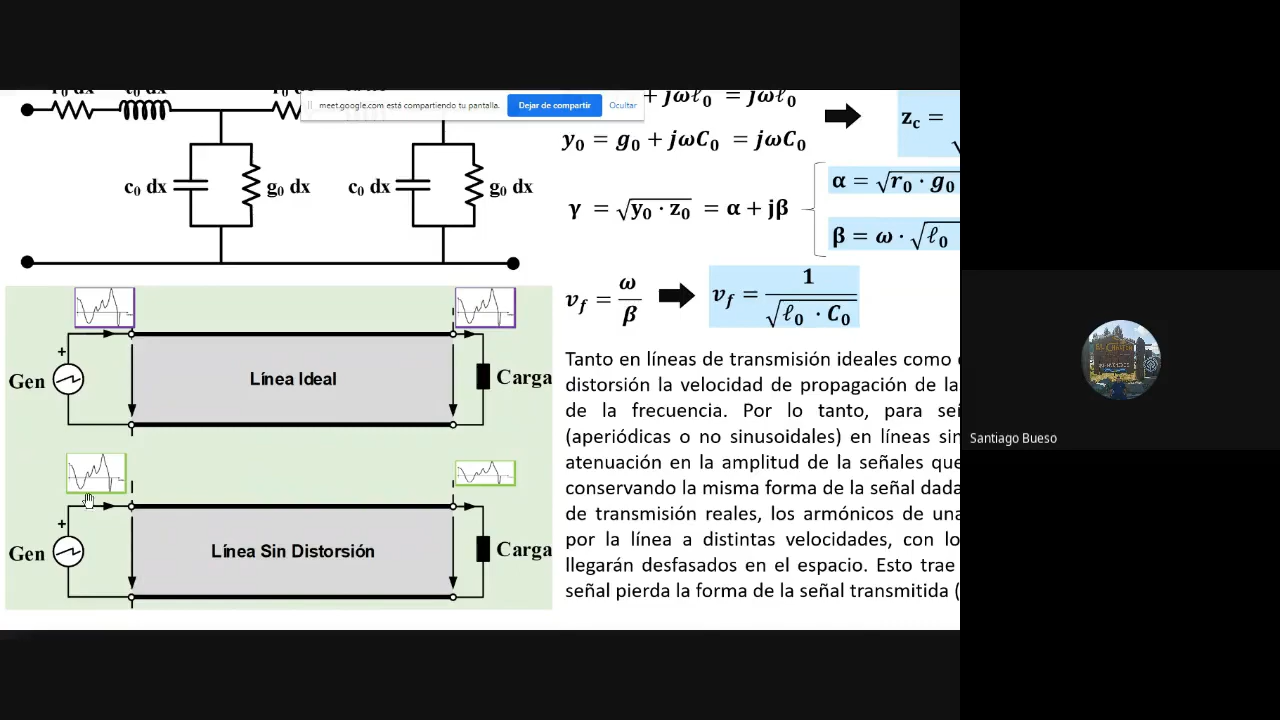 meet.google.com está compartiendo tu pantalla. Dejar de compartir Ocultar
c₀ dx g₀ dx c₀ dx g₀ dx
+ jωℓ₀ = jωℓ₀
y₀ = g₀ + jωC₀ = jωC₀
z_c =
γ = √(y₀ · z₀) = α + jβ
α = √(r₀ · g₀
β = ω · √(ℓ₀
v_f = ω/β
v_f = 1/√(ℓ₀ · C₀)
+
Gen
Línea Ideal
Carga
+
Gen
Línea Sin Distorsión
Carga
Tanto en líneas de transmisión ideales como
distorsión la velocidad de propagación de la
de la frecuencia. Por lo tanto, para
(aperiódicas o no sinusoidales) en líneas
atenuación en la amplitud de la señales que
conservando la misma forma de la señal dada
de transmisión reales, los armónicos de una
por la línea a distintas velocidades, con lo
llegarán desfasados en el espacio. Esto trae
señal pierda la forma de la señal transmitida (
Santiago Bueso